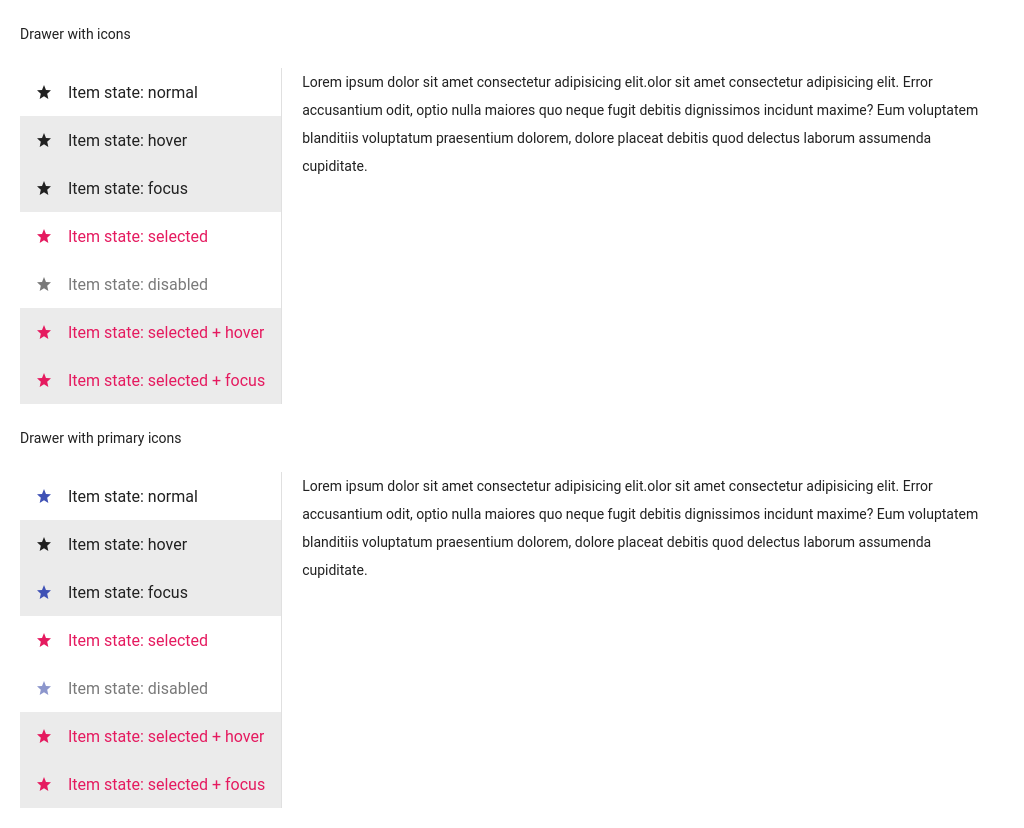 Drawer with icons
Item state: normal
Item state: hover
Item state: focus
Item state: selected
Item state: disabled
Item state: selected + hover
Item state: selected + focus
Lorem ipsum dolor sit amet consectetur adipisicing elit.olor sit amet consectetur adipisicing elit. Error
accusantium odit, optio nulla maiores quo neque fugit debitis dignissimos incidunt maxime? Eum voluptatem
blanditiis voluptatum praesentium dolorem, dolore placeat debitis quod delectus laborum assumenda
cupiditate.
Drawer with primary icons
Item state: normal
Item state: hover
Item state: focus
Item state: selected
Item state: disabled
Item state: selected + hover
Item state: selected + focus
Lorem ipsum dolor sit amet consectetur adipisicing elit.olor sit amet consectetur adipisicing elit. Error
accusantium odit, optio nulla maiores quo neque fugit debitis dignissimos incidunt maxime? Eum voluptatem
blanditiis voluptatum praesentium dolorem, dolore placeat debitis quod delectus laborum assumenda
cupiditate.